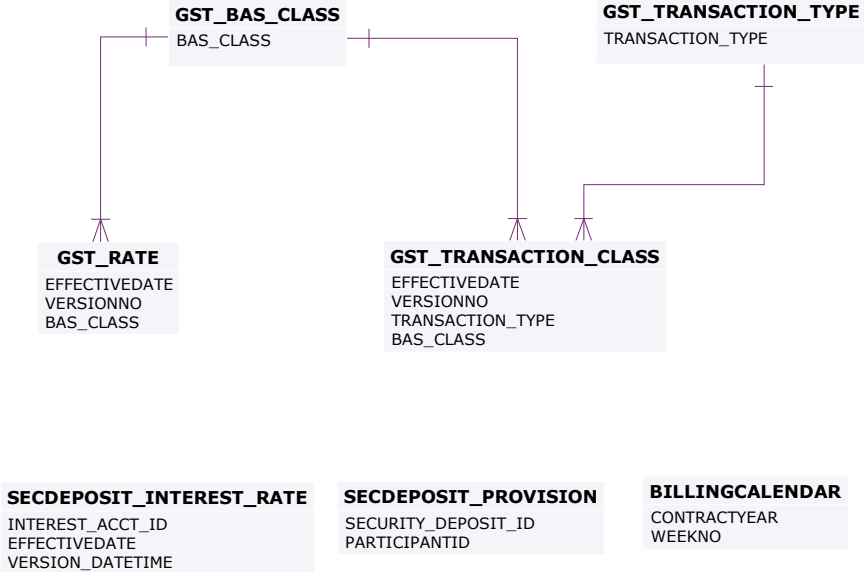 GST_BAS_CLASS
BAS_CLASS
GST_TRANSACTION_TYPE
TRANSACTION_TYPE
GST_RATE
EFFECTIVEDATE
VERSIONNO
BAS_CLASS
GST_TRANSACTION_CLASS
EFFECTIVEDATE
VERSIONNO
TRANSACTION_TYPE
BAS_CLASS
SECDEPOSIT_INTEREST_RATE
INTEREST_ACCT_ID
EFFECTIVEDATE
VERSION_DATETIME
SECDEPOSIT_PROVISION
SECURITY_DEPOSIT_ID
PARTICIPANTID
BILLINGCALENDAR
CONTRACTYEAR
WEEKNO